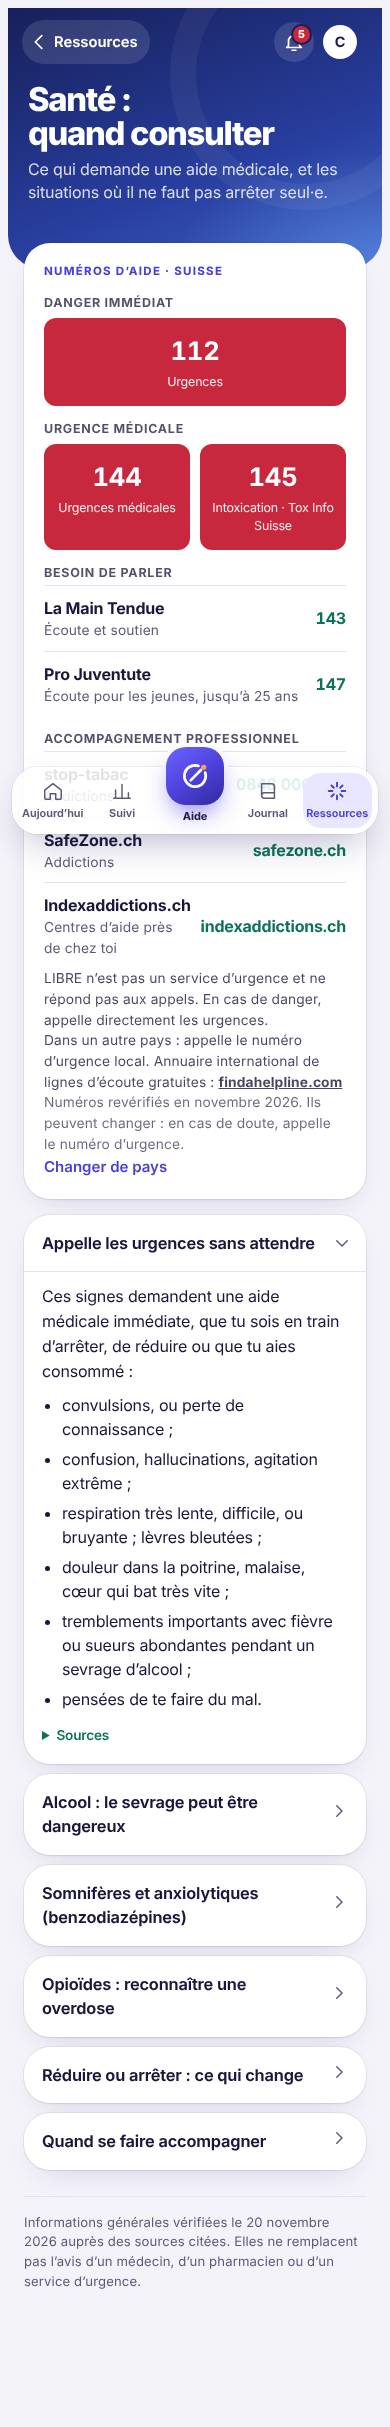 Ressources
5
C
Santé :
quand consulter
Ce qui demande une aide médicale, et les
situations où il ne faut pas arrêter seul·e.
NUMÉROS D’AIDE · SUISSE
DANGER IMMÉDIAT
112
Urgences
URGENCE MÉDICALE
144
Urgences médicales
145
Intoxication · Tox Info
Suisse
BESOIN DE PARLER
La Main Tendue
Écoute et soutien
143
Pro Juventute
Écoute pour les jeunes, jusqu’à 25 ans
147
ACCOMPAGNEMENT PROFESSIONNEL
stop-tabac
Aujourd’hui
Suivi
Aide
Journal
Ressources
SafeZone.ch
Addictions
safezone.ch
Indexaddictions.ch
Centres d’aide près
de chez toi
indexaddictions.ch
LIBRE n’est pas un service d’urgence et ne
répond pas aux appels. En cas de danger,
appelle directement les urgences.
Dans un autre pays : appelle le numéro
d’urgence local. Annuaire international de
lignes d’écoute gratuites : findahelpline.com
Numéros revérifiés en novembre 2026. Ils
peuvent changer : en cas de doute, appelle
le numéro d’urgence.
Changer de pays
Appelle les urgences sans attendre
Ces signes demandent une aide
médicale immédiate, que tu sois en train
d’arrêter, de réduire ou que tu aies
consommé :
• convulsions, ou perte de
connaissance ;
• confusion, hallucinations, agitation
extrême ;
• respiration très lente, difficile, ou
bruyante ; lèvres bleutées ;
• douleur dans la poitrine, malaise,
cœur qui bat très vite ;
• tremblements importants avec fièvre
ou sueurs abondantes pendant un
sevrage d’alcool ;
• pensées de te faire du mal.
Sources
Alcool : le sevrage peut être
dangereux
Somnifères et anxiolytiques
(benzodiazépines)
Opioïdes : reconnaître une
overdose
Réduire ou arrêter : ce qui change
Quand se faire accompagner
Informations générales vérifiées le 20 novembre
2026 auprès des sources citées. Elles ne remplacent
pas l’avis d’un médecin, d’un pharmacien ou d’un
service d’urgence.